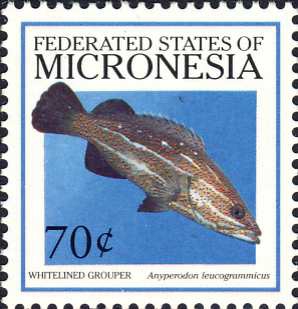 FEDERATED STATES OF
MICRONESIA
70¢
WHITELINED GROUPER Anyperodon leucogrammicus